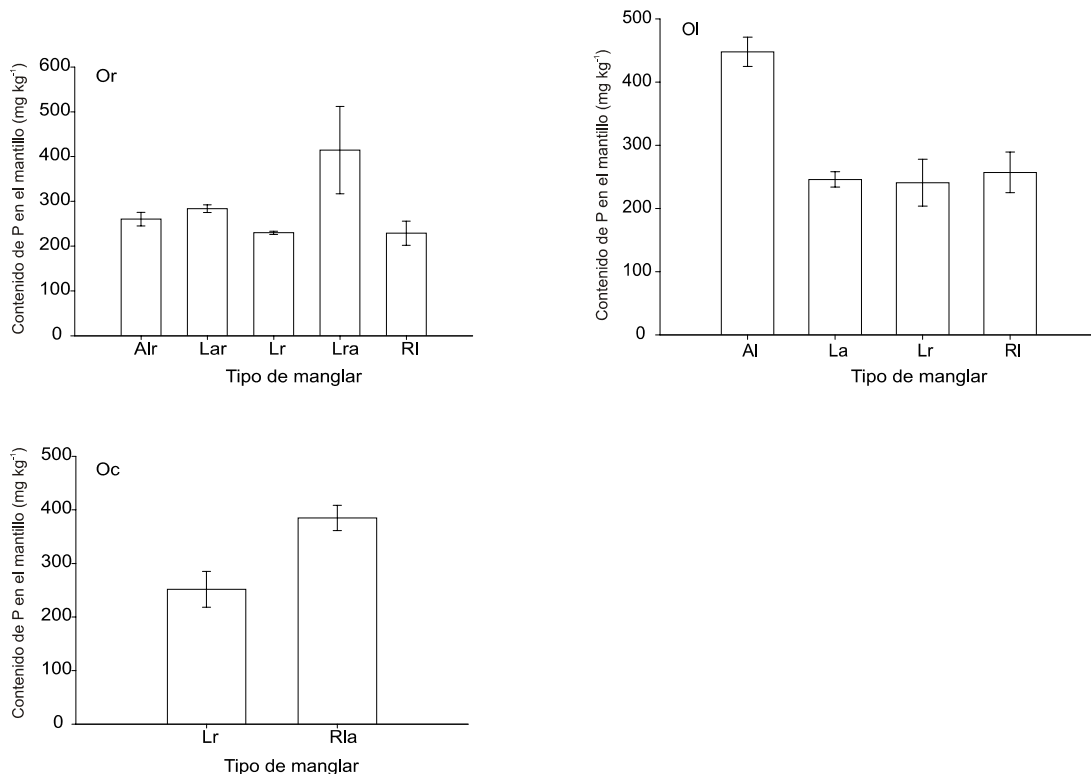 Or
Contenido de P en el mantillo (mg kg-1)
600
500
400
300
200
100
0
Alr Lar Lr Lra Rl
Tipo de manglar
Ol
Contenido de P en el mantillo (mg kg-1)
500
400
300
200
100
0
Al La Lr Rl
Tipo de manglar
Oc
Contenido de P en el mantillo (mg kg-1)
500
400
300
200
100
0
Lr Rla
Tipo de manglar